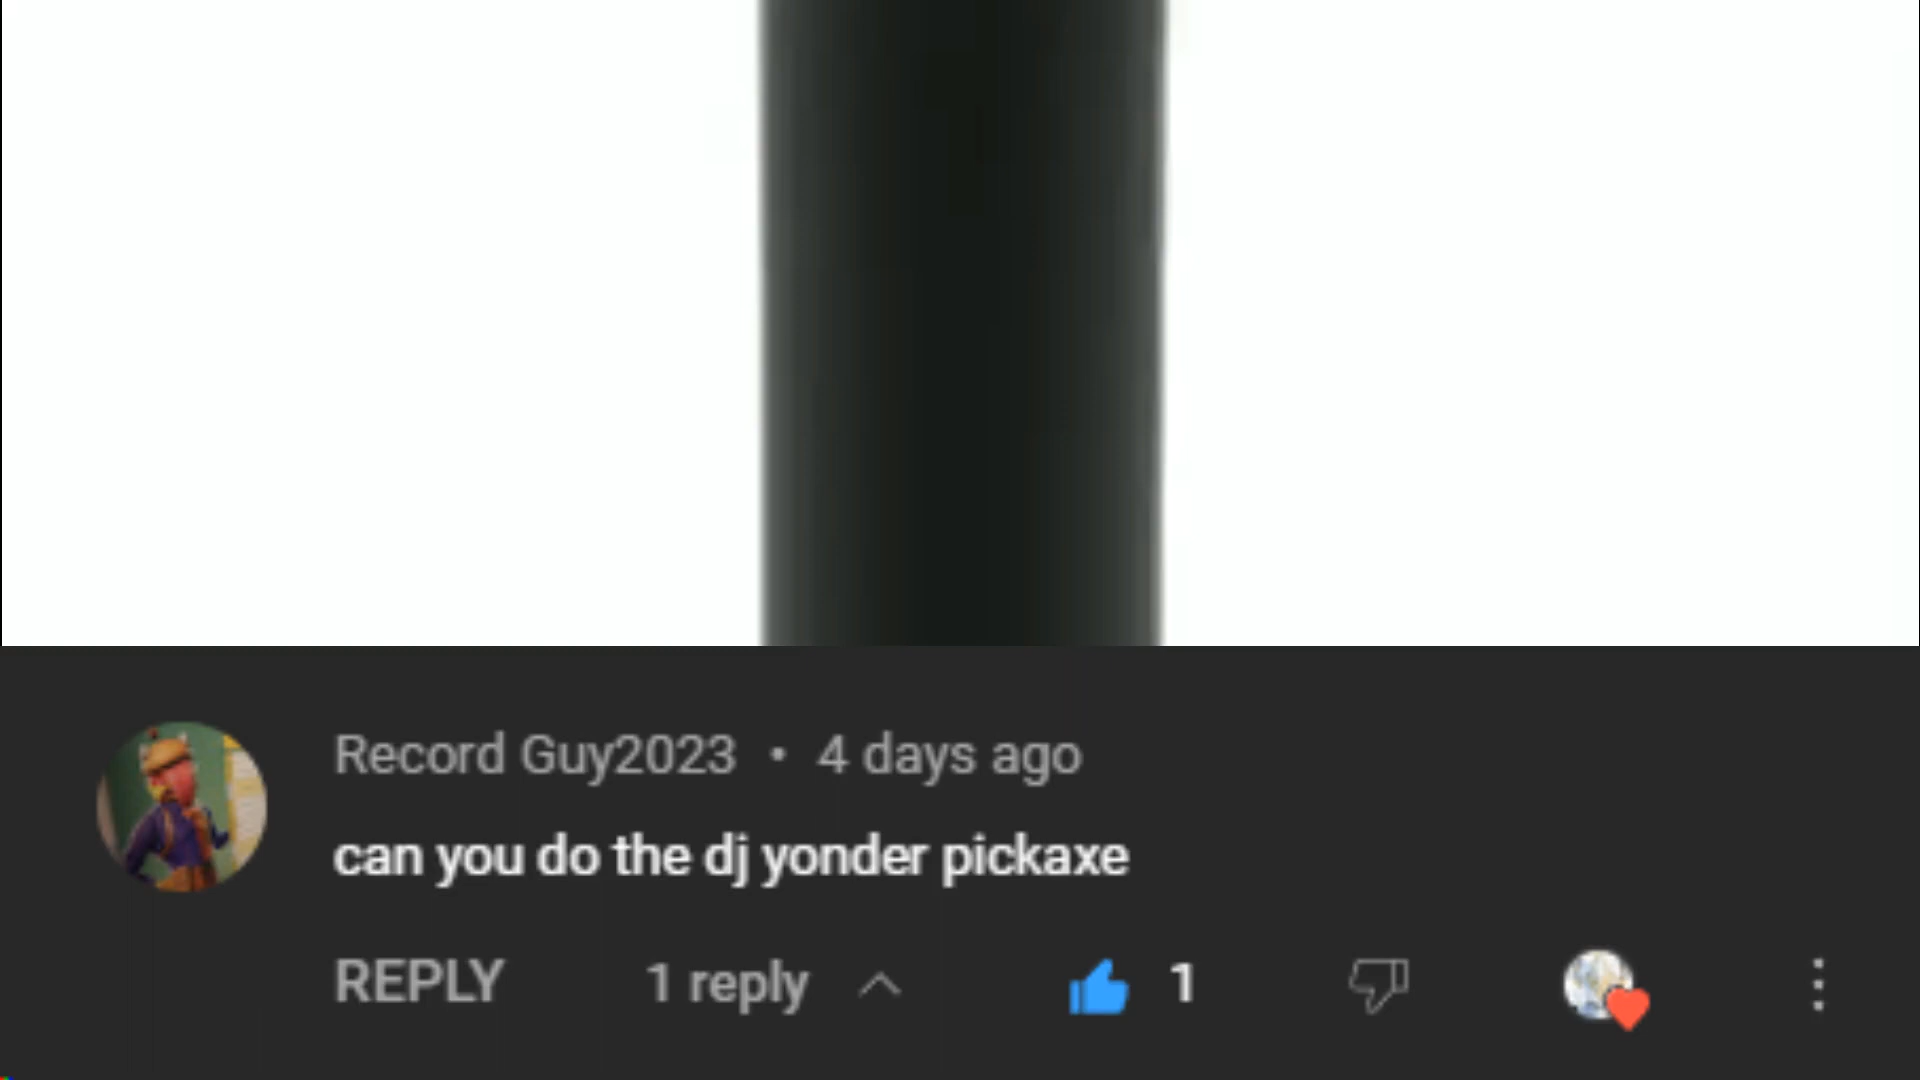 Record Guy2023 • 4 days ago
can you do the dj yonder pickaxe
REPLY 1 reply 1